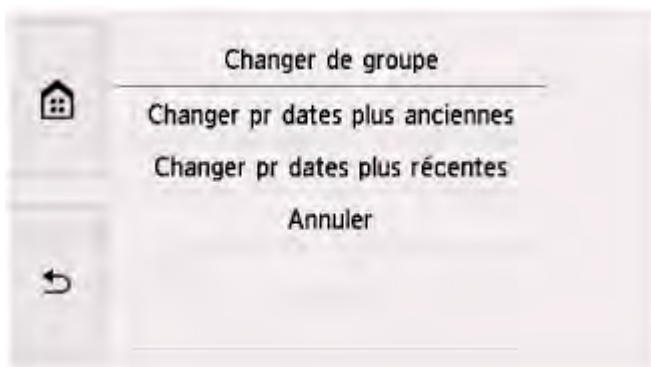 Changer de groupe
Changer pr dates plus anciennes
Changer pr dates plus récentes
Annuler